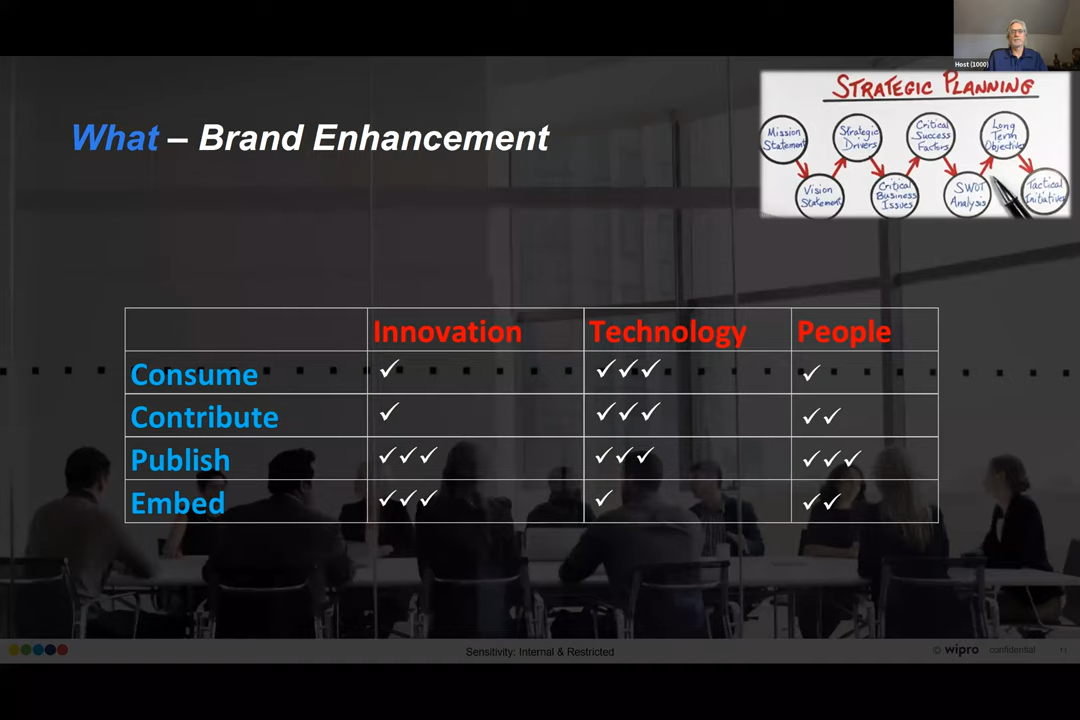 Host (1000)
STRATEGIC PLANNING
Mission
Statement
Strategic
Drivers
Critical
Success
Factors
Long
Term
Objective
Vision
Statement
Critical
Business
Issues
SWOT
Analysis
Tactical
Initiatives
What – Brand Enhancement
Innovation Technology People
Consume ✓ ✓✓✓ ✓
Contribute ✓ ✓✓✓ ✓✓
Publish ✓✓✓ ✓✓✓ ✓✓✓
Embed ✓✓✓ ✓ ✓✓
Sensitivity: Internal & Restricted
© wipro confidential